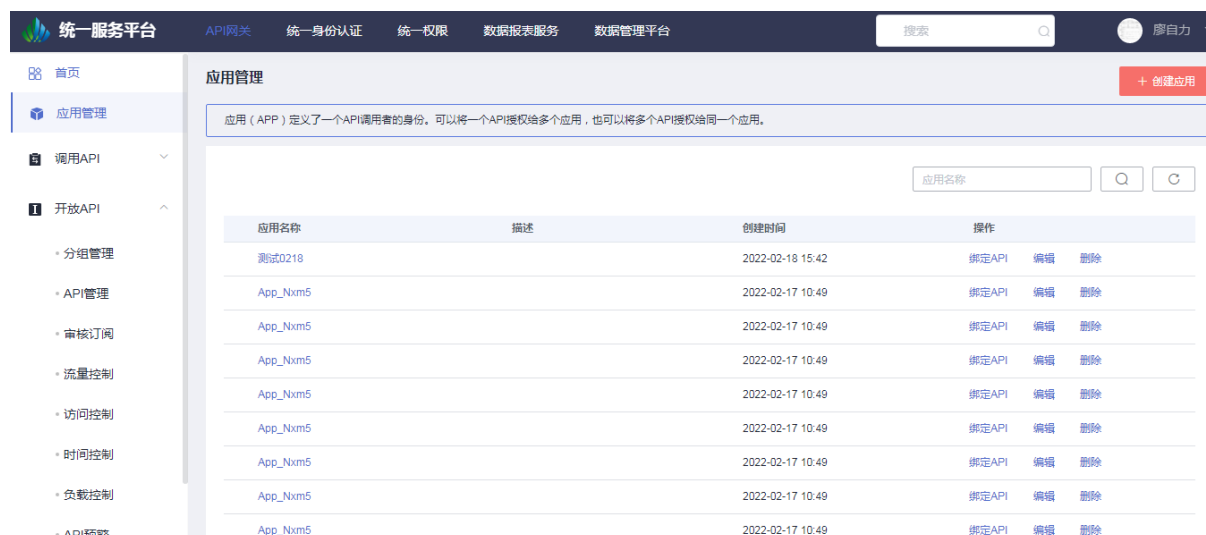 统一服务平台 API网关 统一身份认证 统一权限 数据报表服务 数据管理平台 搜索 廖自力
首页
应用管理
调用API
开放API
分组管理
API管理
审核订阅
流量控制
访问控制
时间控制
负载控制
API预警
应用管理
+ 创建应用
应用（APP）定义了一个API调用者的身份。可以将一个API授权给多个应用，也可以将多个API授权给同一个应用。
应用名称
应用名称 描述 创建时间 操作
测试0218 2022-02-18 15:42 绑定API 编辑 删除
App_Nxm5 2022-02-17 10:49 绑定API 编辑 删除
App_Nxm5 2022-02-17 10:49 绑定API 编辑 删除
App_Nxm5 2022-02-17 10:49 绑定API 编辑 删除
App_Nxm5 2022-02-17 10:49 绑定API 编辑 删除
App_Nxm5 2022-02-17 10:49 绑定API 编辑 删除
App_Nxm5 2022-02-17 10:49 绑定API 编辑 删除
App_Nxm5 2022-02-17 10:49 绑定API 编辑 删除
App_Nxm5 2022-02-17 10:49 绑定API 编辑 删除